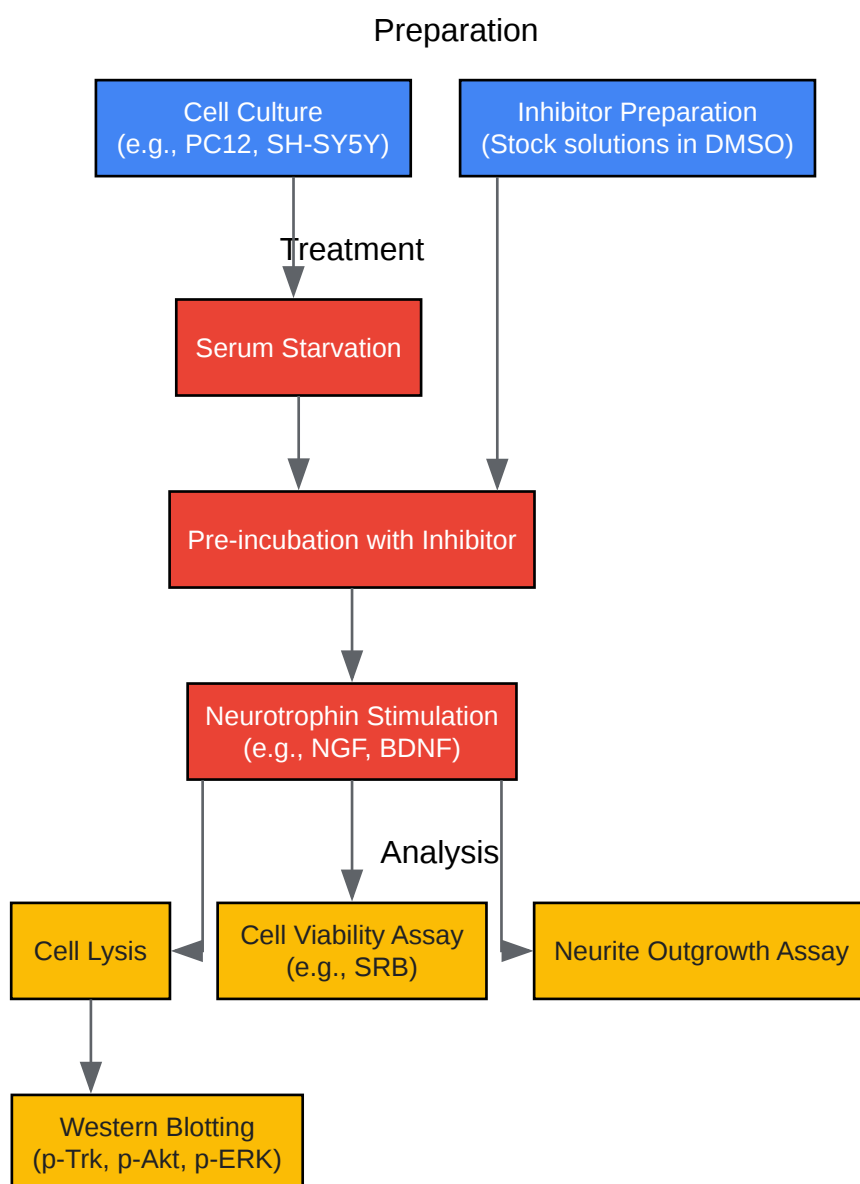 Preparation
Cell Culture
(e.g., PC12, SH-SY5Y)
Inhibitor Preparation
(Stock solutions in DMSO)
Treatment
Serum Starvation
Pre-incubation with Inhibitor
Neurotrophin Stimulation
(e.g., NGF, BDNF)
Analysis
Cell Lysis
Cell Viability Assay
(e.g., SRB)
Neurite Outgrowth Assay
Western Blotting
(p-Trk, p-Akt, p-ERK)